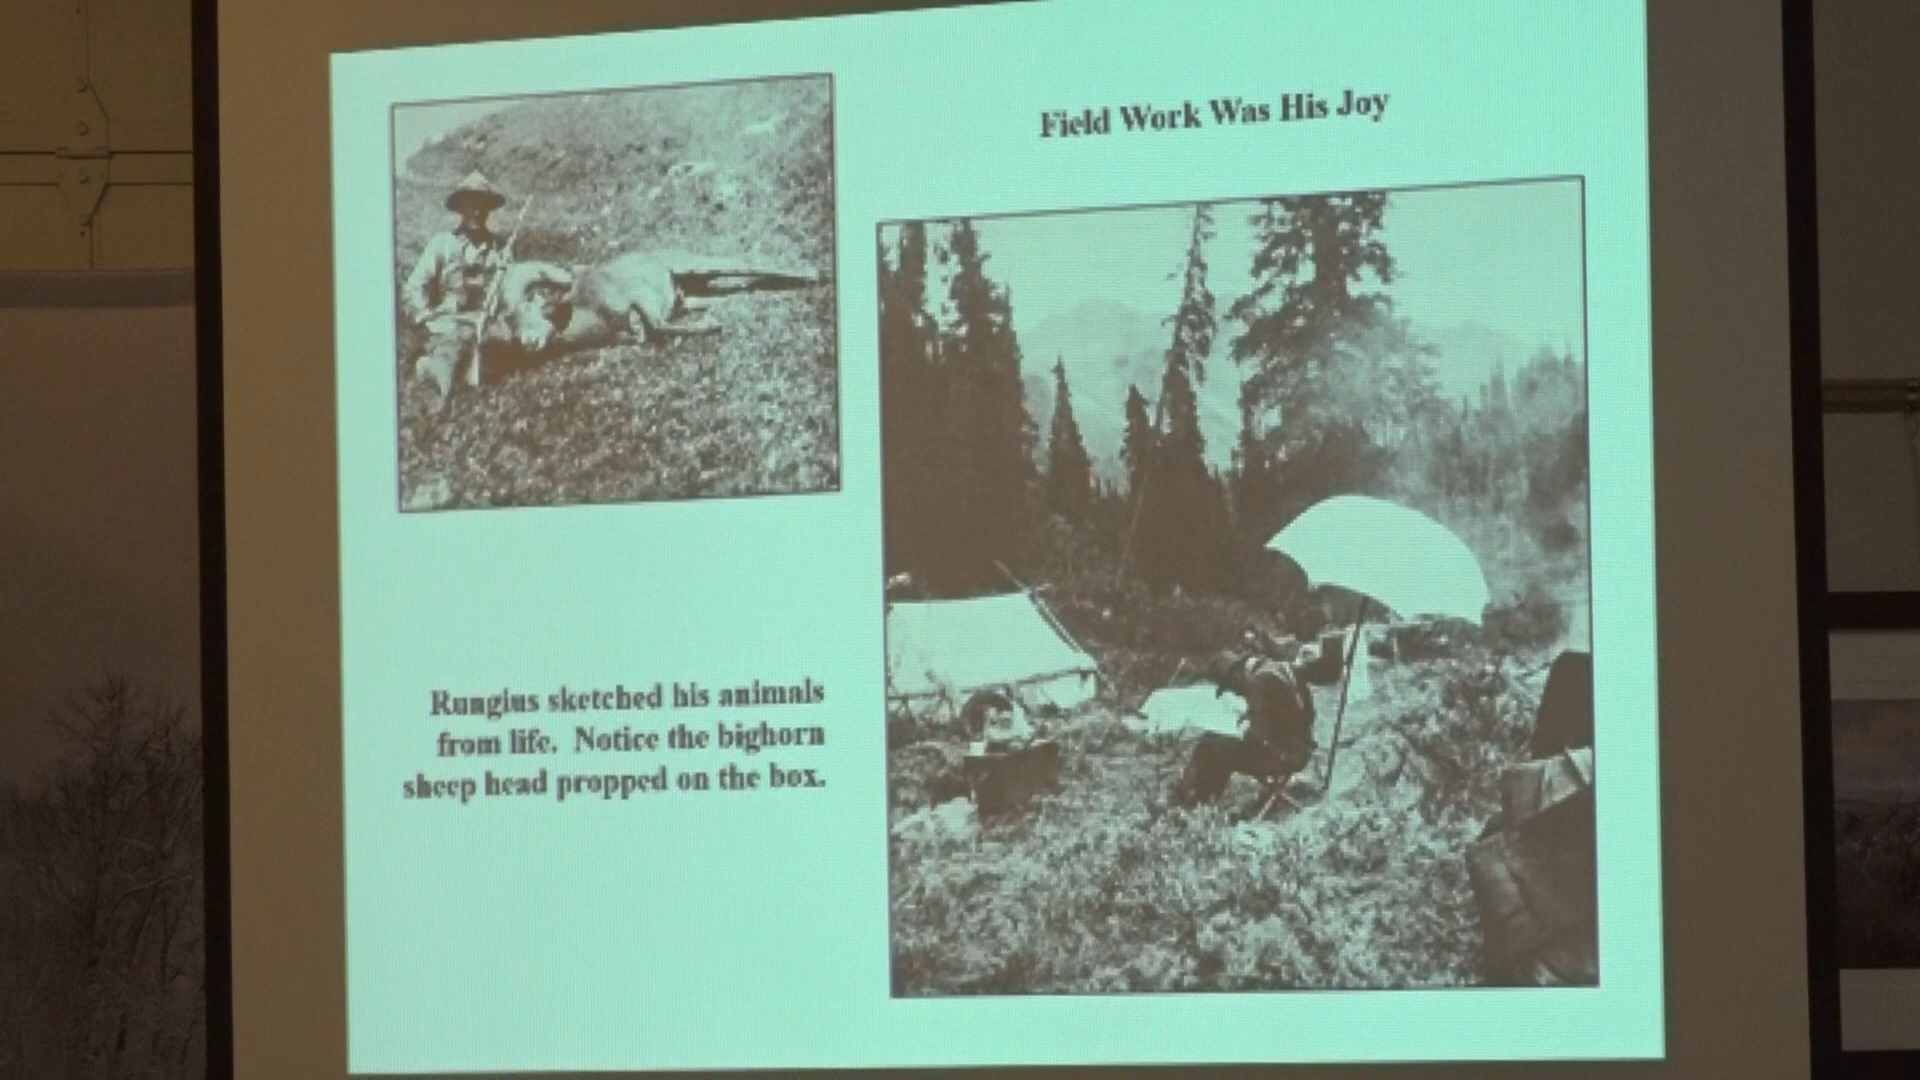 Field Work Was His Joy
Rungius sketched his animals
from life. Notice the bighorn
sheep head propped on the box.